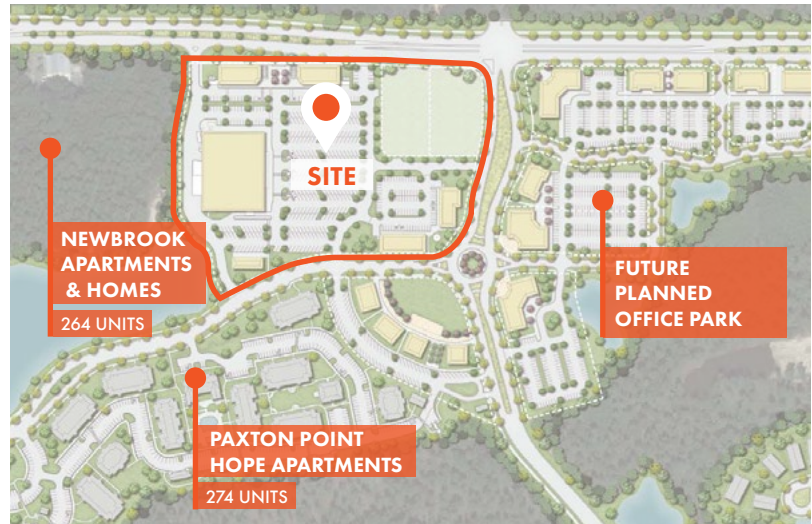 SITE
NEWBROOK
APARTMENTS
& HOMES
264 UNITS
FUTURE
PLANNED
OFFICE PARK
PAXTON POINT
HOPE APARTMENTS
274 UNITS